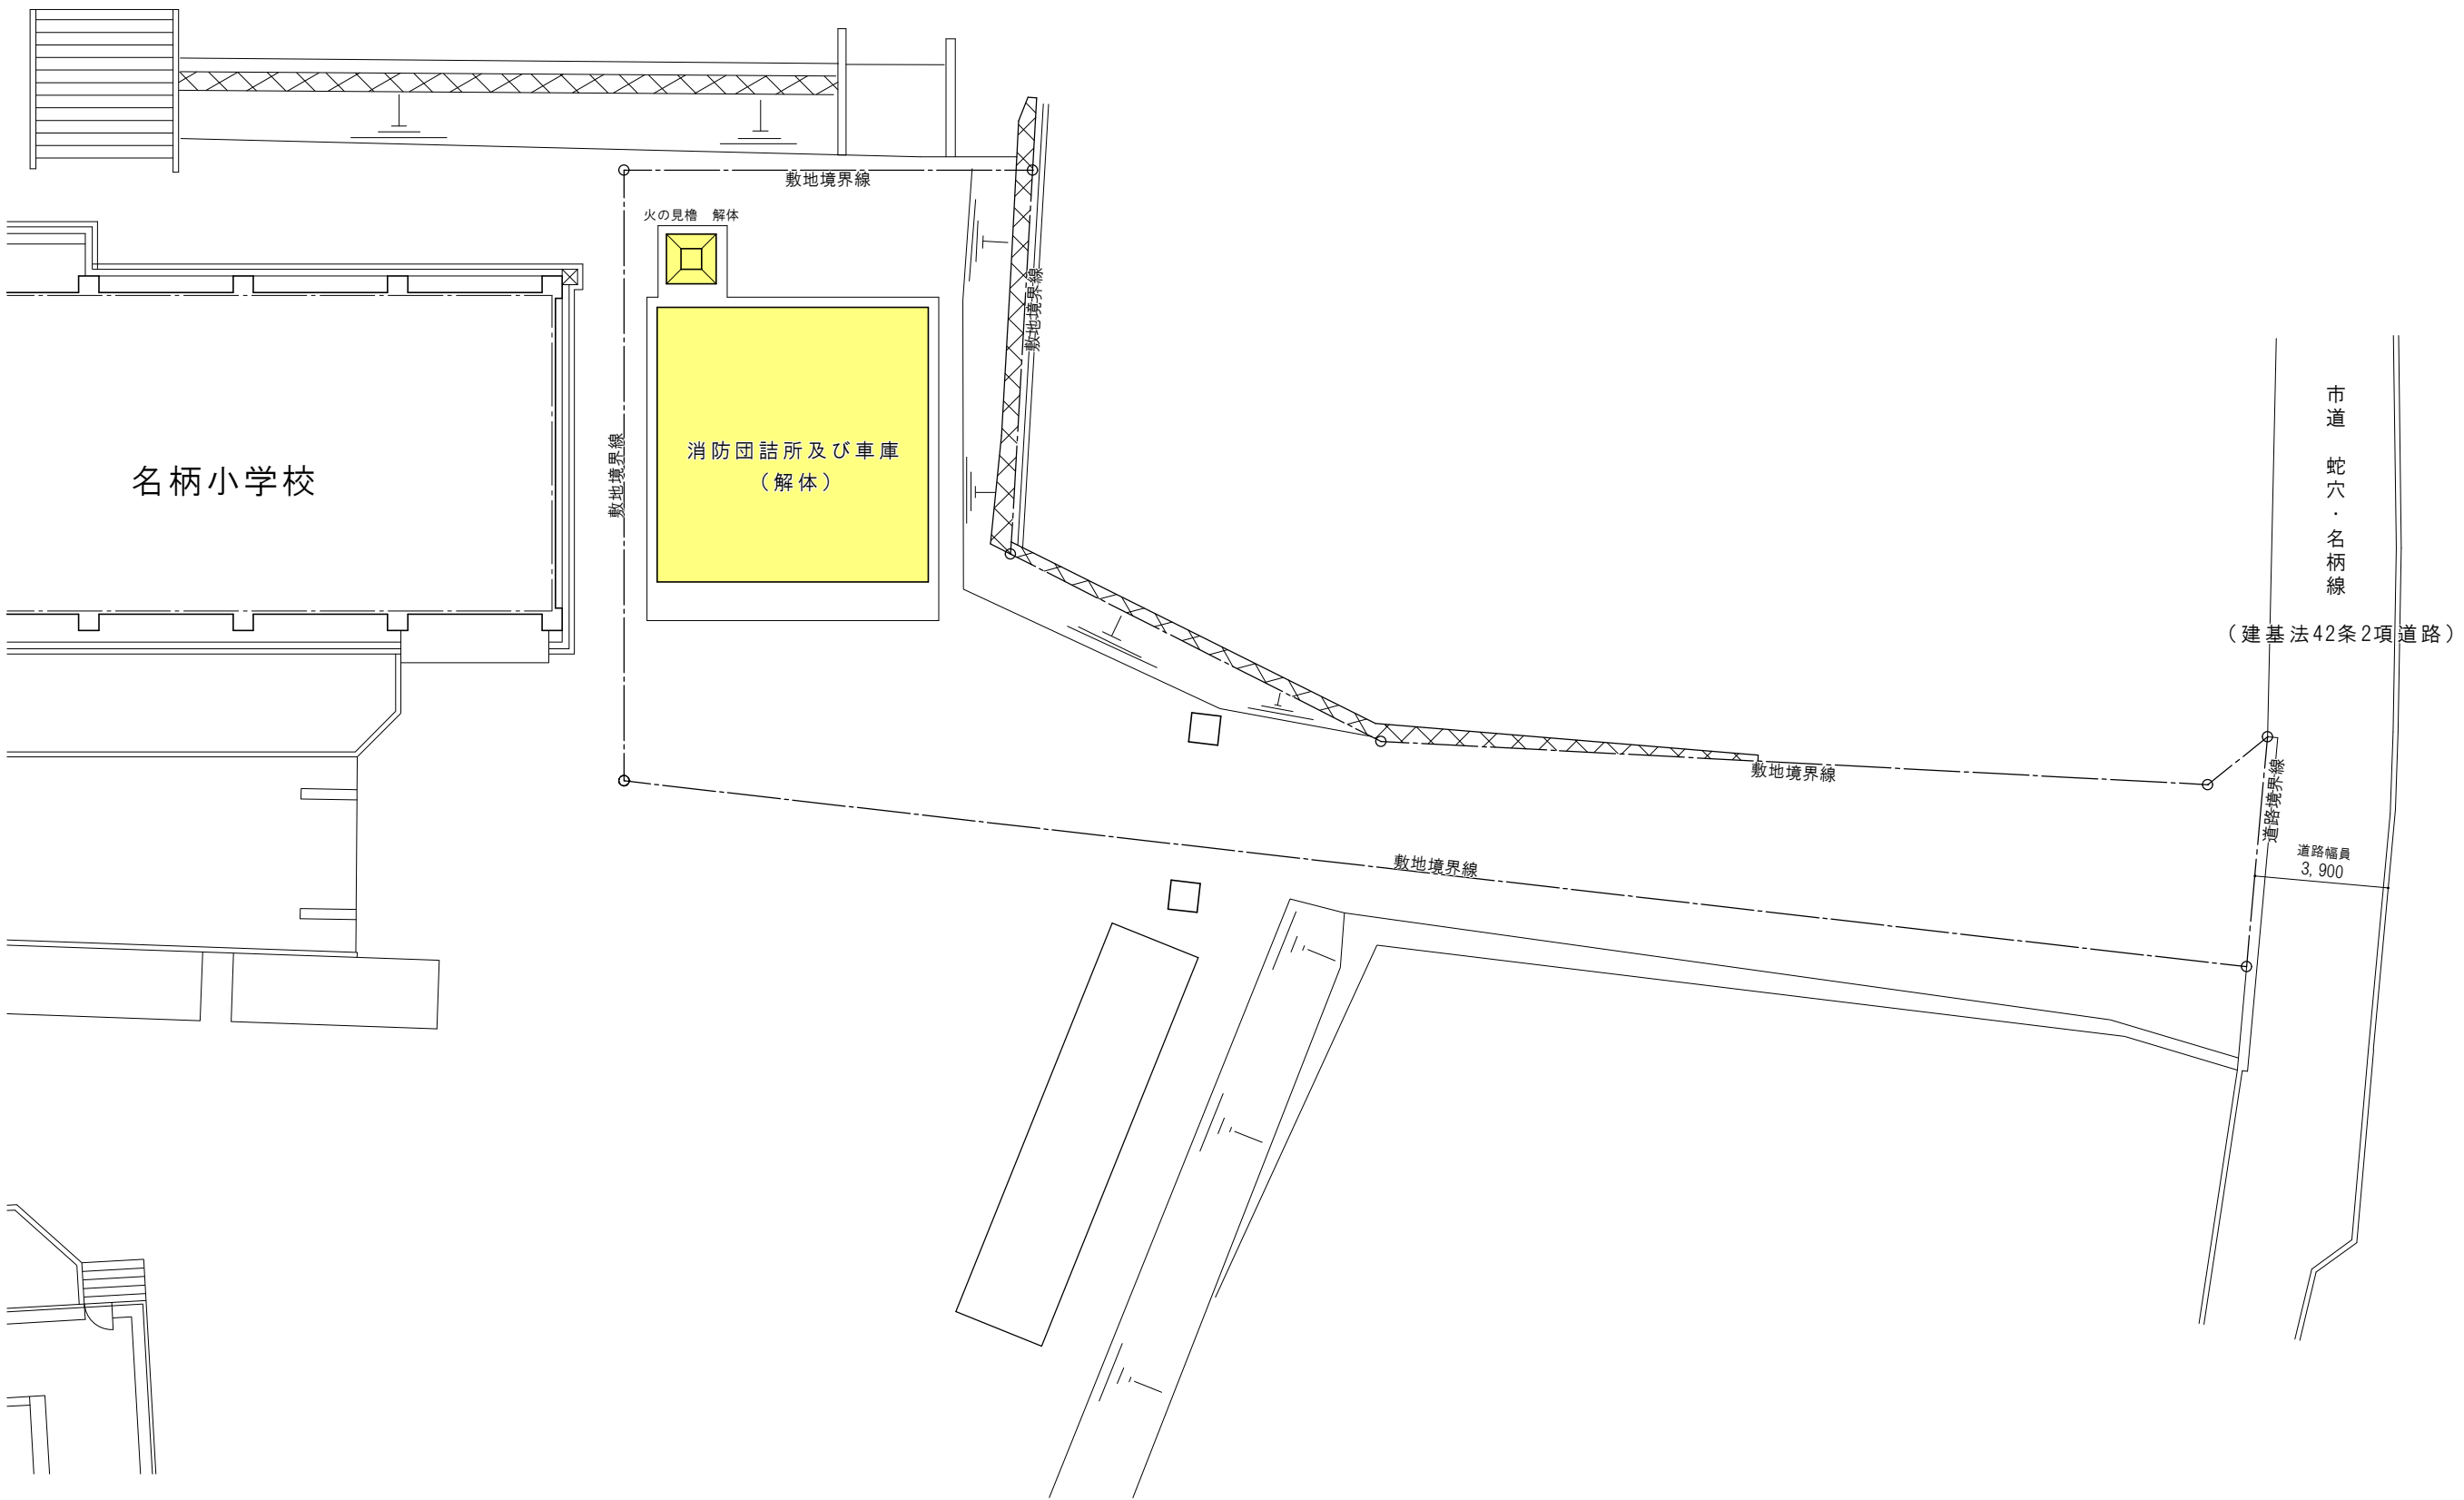 敷地境界線
火の見櫓　解体
敷地境界線
敷地境界線
消防団詰所及び車庫
（解体）
名柄小学校
市道　蛇穴・名柄線
（建基法42条2項道路）
敷地境界線
道路境界線
敷地境界線
道路幅員
3,900